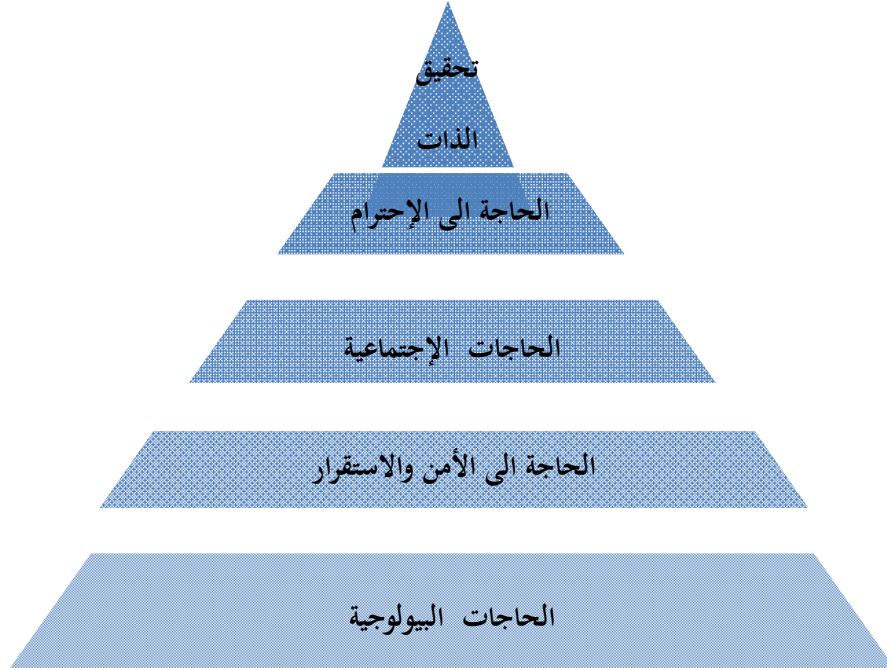 تحقيق
الذات
الحاجة الى الإحترام
الحاجات الإجتماعية
الحاجة الى الأمن والاستقرار
الحاجات البيولوجية